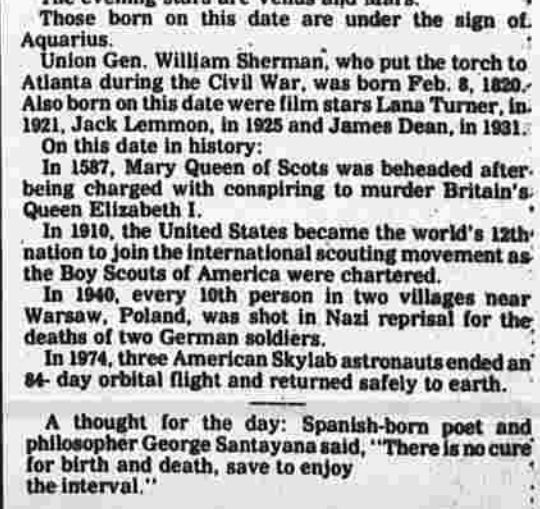 The evening stars are Venus and Mars.
Those born on this date are under the sign of
Aquarius.
Union Gen. William Sherman, who put the torch to
Atlanta during the Civil War, was born Feb. 8, 1820.
Also born on this date were film stars Lana Turner, in
1921, Jack Lemmon, in 1925 and James Dean, in 1931.
On this date in history:
In 1587, Mary Queen of Scots was beheaded after
being charged with conspiring to murder Britain's
Queen Elizabeth I.
In 1910, the United States became the world's 12th
nation to join the international scouting movement as
the Boy Scouts of America were chartered.
In 1940, every 10th person in two villages near
Warsaw, Poland, was shot in Nazi reprisal for the
deaths of two German soldiers.
In 1974, three American Skylab astronauts ended an
84- day orbital flight and returned safely to earth.
A thought for the day: Spanish-born poet and
philosopher George Santayana said, "There is no cure
for birth and death, save to enjoy
the interval."